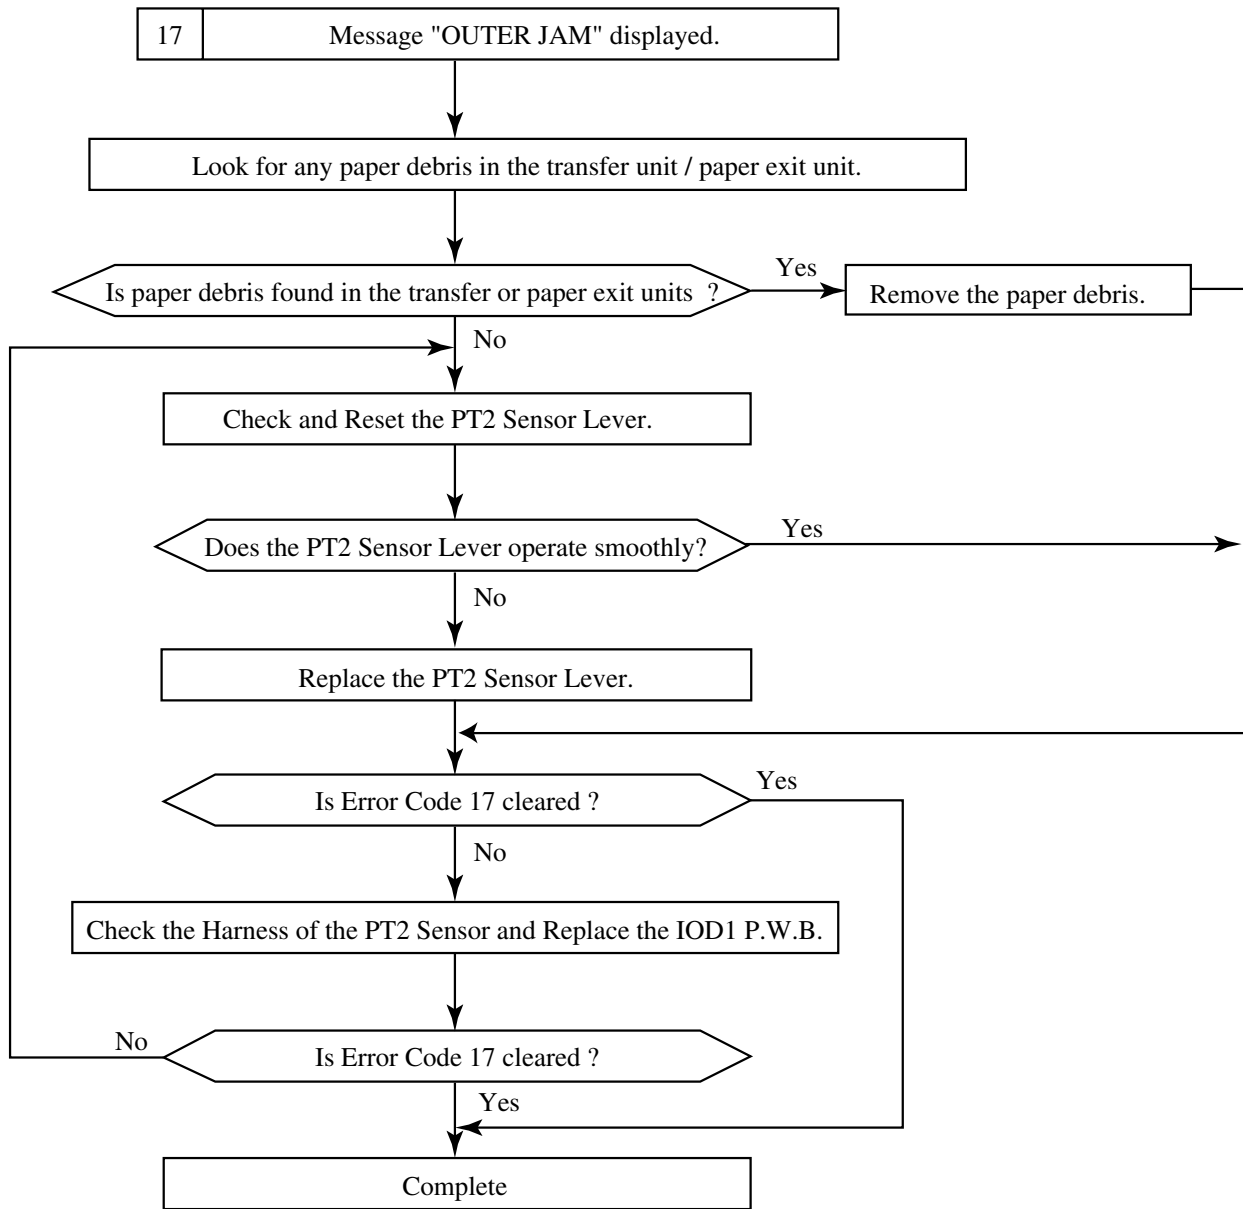 17 Message "OUTER JAM" displayed.
Look for any paper debris in the transfer unit / paper exit unit.
Is paper debris found in the transfer or paper exit units ?
Yes
Remove the paper debris.
No
Check and Reset the PT2 Sensor Lever.
Does the PT2 Sensor Lever operate smoothly?
Yes
No
Replace the PT2 Sensor Lever.
Is Error Code 17 cleared ?
Yes
No
Check the Harness of the PT2 Sensor and Replace the IOD1 P.W.B.
No
Is Error Code 17 cleared ?
Yes
Complete